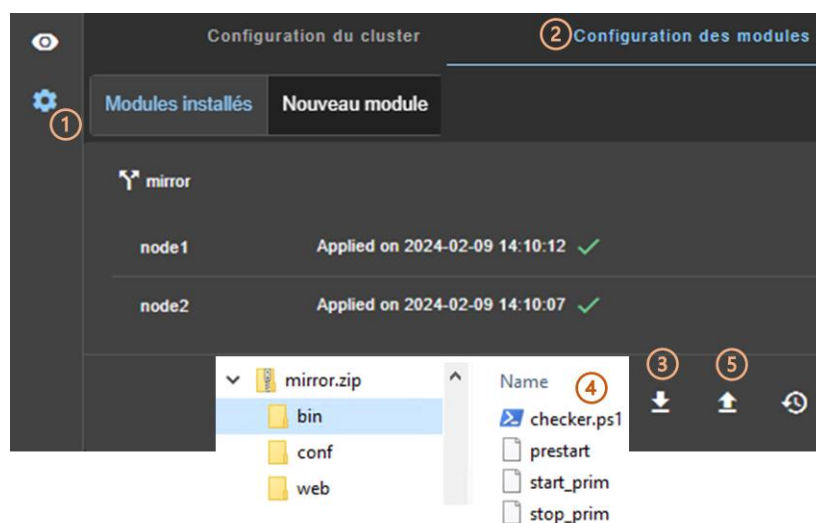 Configuration du cluster
② Configuration des modules
①
Modules installés
Nouveau module
mirror
node1
Applied on 2024-02-09 14:10:12
node2
Applied on 2024-02-09 14:10:07
③
⑤
mirror.zip
bin
conf
web
Name ④
checker.ps1
prestart
start_prim
stop_prim